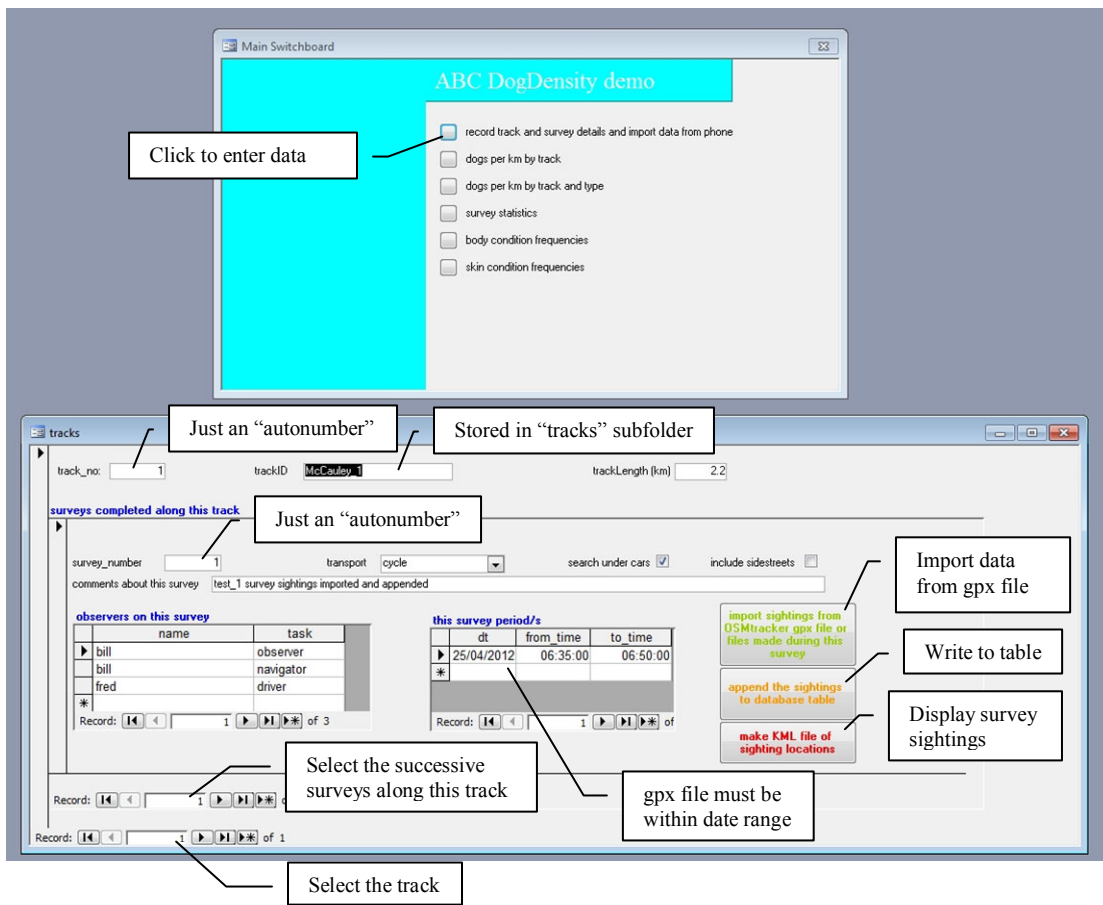 Main Switchboard
ABC DogDensity demo
record track and survey details and import data from phone
Click to enter data
dogs per km by track
dogs per km by track and type
survey statistics
body condition frequencies
skin condition frequencies
Just an “autonumber”
Stored in “tracks” subfolder
tracks
track_no: 1 trackID McCauley_1 trackLength (km) 2.2
surveys completed along this track
Just an “autonumber”
survey_number 1 transport cycle search under cars include sidestreets
comments about this survey test_1 survey sightings imported and appended
Import data
from gpx file
observers on this survey
name task
bill observer
bill navigator
fred driver
Record: 1 of 3
this survey period/s
dt from_time to_time
25/04/2012 06:35:00 06:50:00
Record: 1 of
import sightings from
OSMtracker gpx file or
files made during this
survey
Write to table
append the sightings
to database table
Display survey
sightings
make KML file of
sighting locations
Select the successive
surveys along this track
gpx file must be
within date range
Record: 1
Record: 1 of 1
Select the track